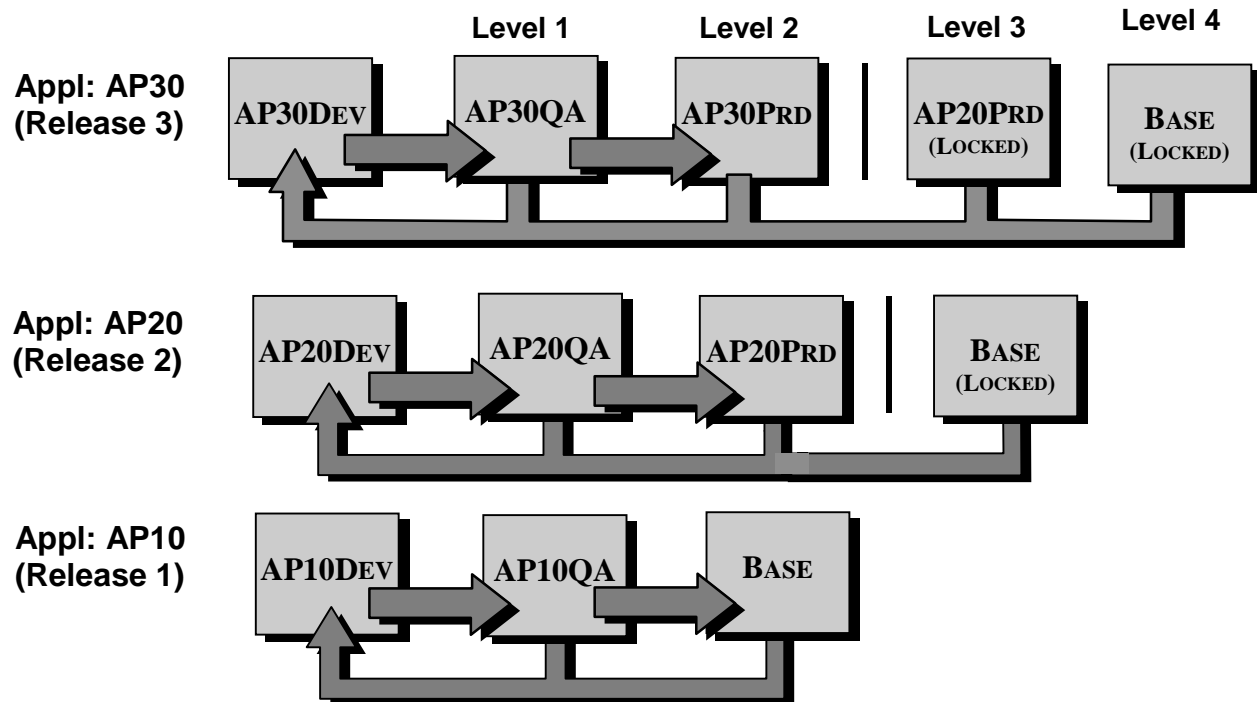 Level 1 Level 2 Level 3 Level 4
Appl: AP30
(Release 3)
AP30DEV
AP30QA
AP30PRD
AP20PRD
(LOCKED)
BASE
(LOCKED)
Appl: AP20
(Release 2)
AP20DEV
AP20QA
AP20PRD
BASE
(LOCKED)
Appl: AP10
(Release 1)
AP10DEV
AP10QA
BASE